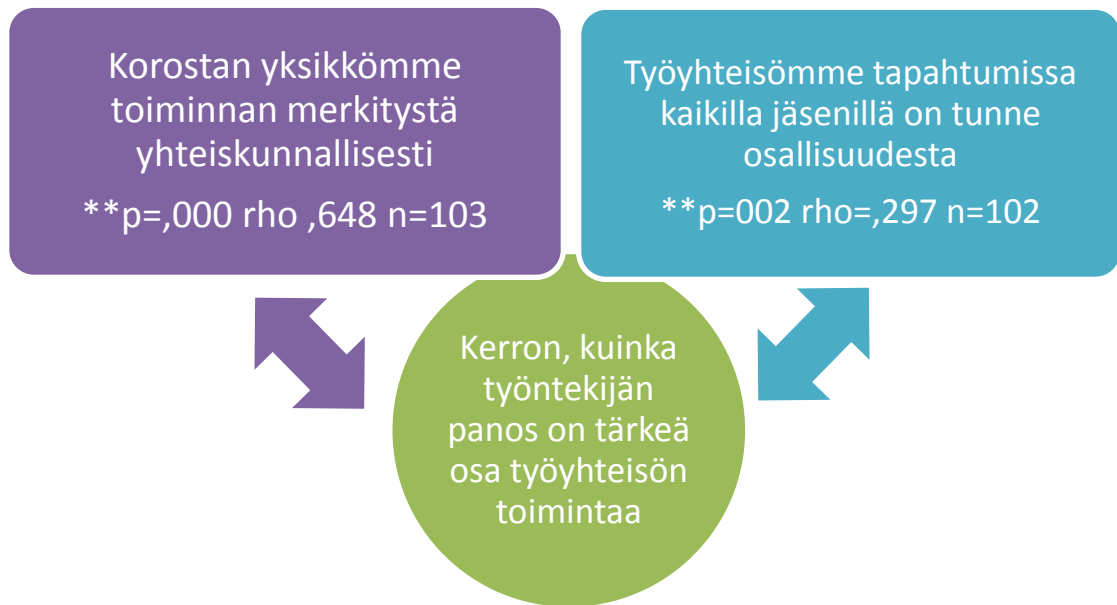 Korostan yksikkömme
toiminnan merkitystä
yhteiskunnallisesti
**p=,000 rho ,648 n=103
Työyhteisömme tapahtumissa
kaikilla jäsenillä on tunne
osallisuudesta
**p=002 rho=,297 n=102
Kerron, kuinka
työntekijän
panos on tärkeä
osa työyhteisön
toimintaa